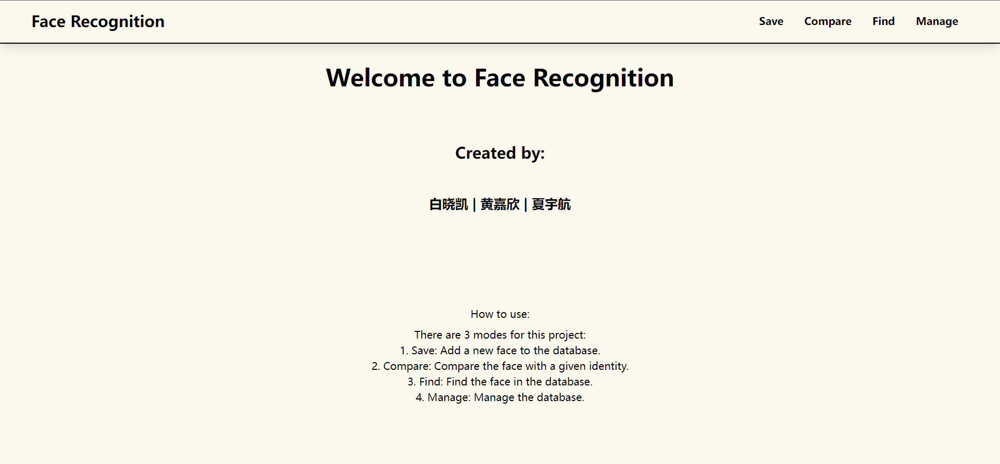 Face Recognition
Save Compare Find Manage
Welcome to Face Recognition
Created by:
白晓凯 | 黄嘉欣 | 夏宇航
How to use:
There are 3 modes for this project:
1. Save: Add a new face to the database.
2. Compare: Compare the face with a given identity.
3. Find: Find the face in the database.
4. Manage: Manage the database.